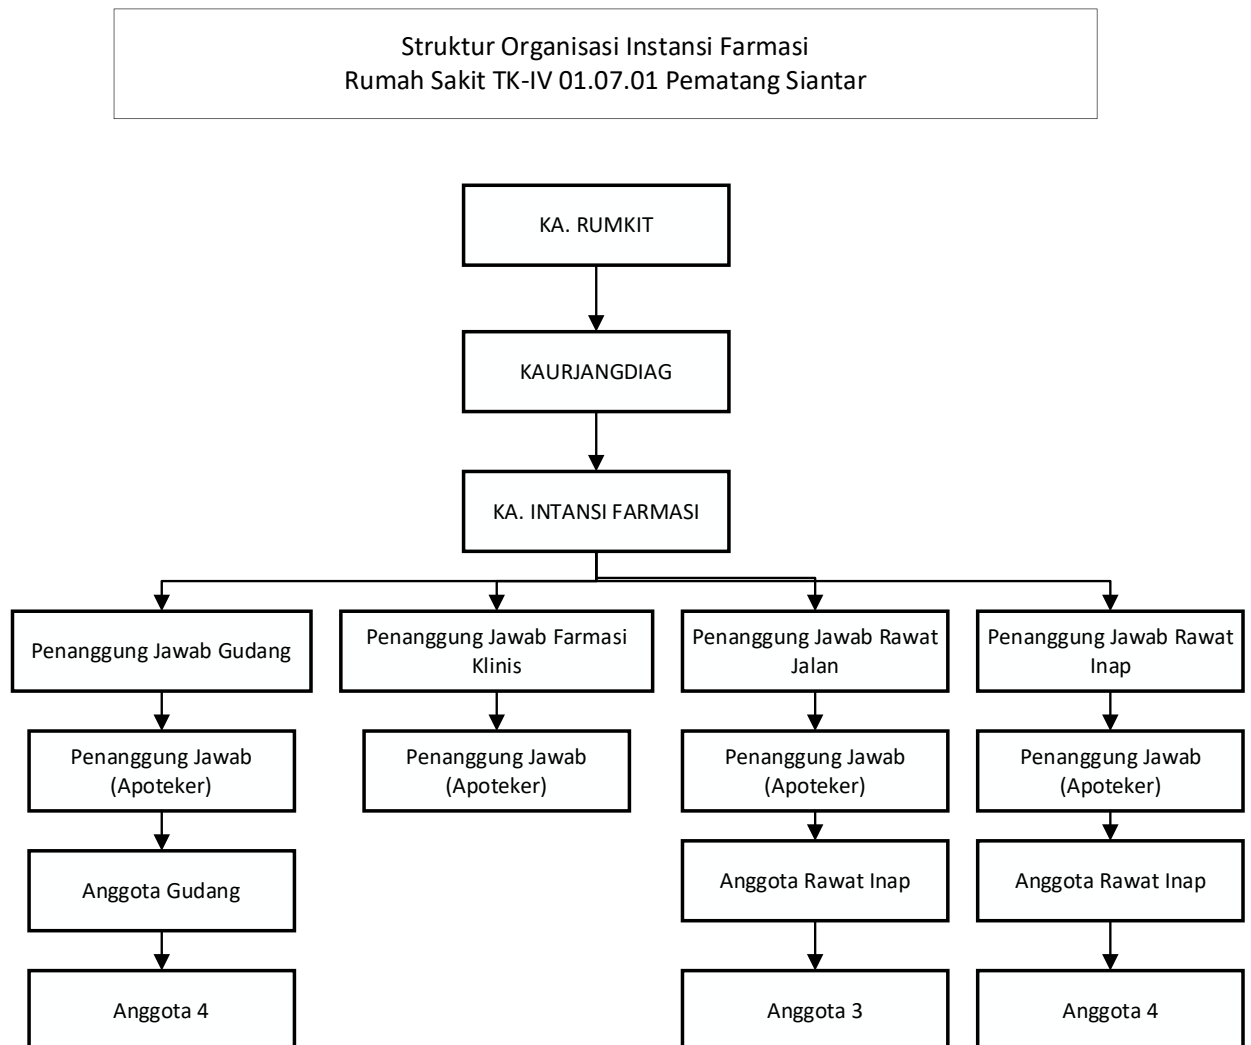 Struktur Organisasi Instansi Farmasi
Rumah Sakit TK-IV 01.07.01 Pematang Siantar
KA. RUMKIT
KAURJANGDIAG
KA. INTANSI FARMASI
Penanggung Jawab Gudang
Penanggung Jawab Farmasi
Klinis
Penanggung Jawab Rawat
Jalan
Penanggung Jawab Rawat
Inap
Penanggung Jawab
(Apoteker)
Penanggung Jawab
(Apoteker)
Penanggung Jawab
(Apoteker)
Penanggung Jawab
(Apoteker)
Anggota Gudang
Anggota Rawat Inap
Anggota Rawat Inap
Anggota 4
Anggota 3
Anggota 4